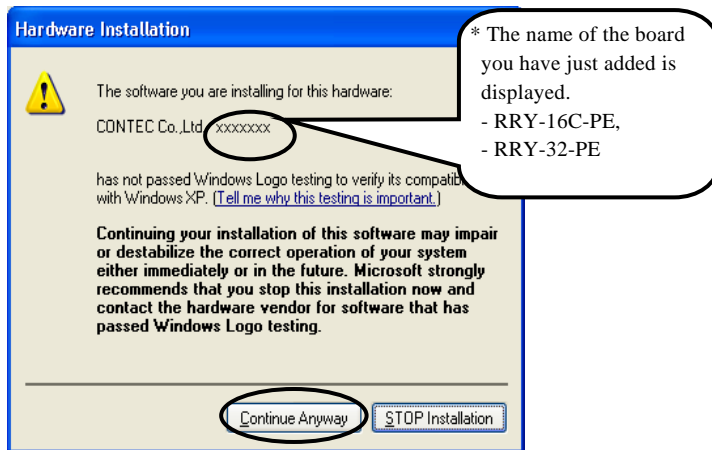 Hardware Installation
The software you are installing for this hardware:
CONTEC Co.,Ltd. xxxxxxx
has not passed Windows Logo testing to verify its
with Windows XP. (Tell me why this testing is important.)
Continuing your installation of this software may impair
or destabilize the correct operation of your system
either immediately or in the future. Microsoft strongly
recommends that you stop this installation now and
contact the hardware vendor for software that has
passed Windows Logo testing.
Continue Anyway
STOP Installation
* The name of the board
you have just added is
displayed.
- RRY-16C-PE,
- RRY-32-PE